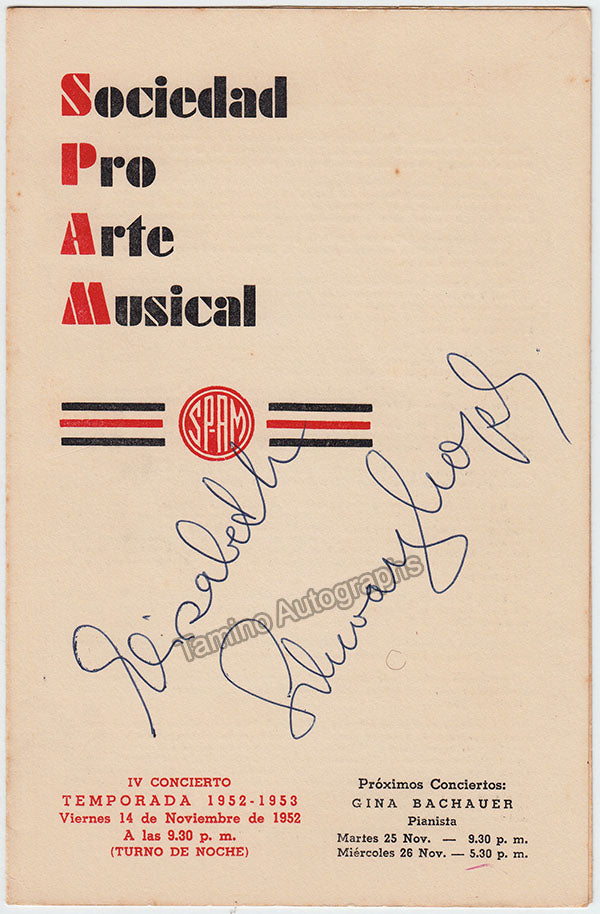 Sociedad
Pro
Arte
Musical
SP-AM
Elisabeth
Schwarzkopf
Tamino Autographs
IV CONCIERTO
TEMPORADA 1952-1953
Viernes 14 de Noviembre de 1952
A las 9.30 p. m.
(TURNO DE NOCHE)
Próximos Conciertos:
GINA BACHAUER
Pianista
Martes 25 Nov. — 9.30 p. m.
Miércoles 26 Nov. — 5.30 p. m.